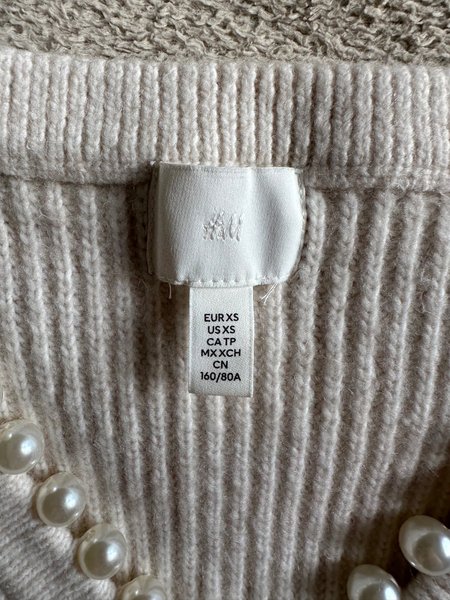 H&M
EUR XS
US XS
CA TP
MX XCH
CN
160/80A